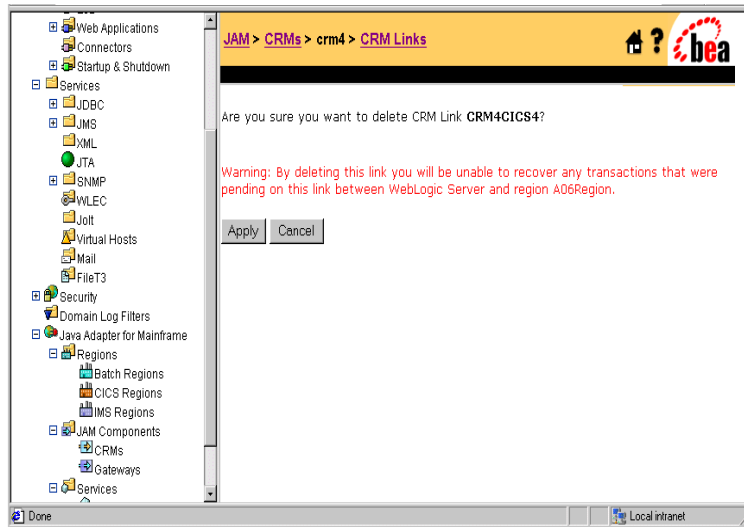 Web Applications
Connectors
Startup & Shutdown
Services
JDBC
JMS
XML
JTA
SNMP
WLEC
Jolt
Virtual Hosts
Mail
FileT3
Security
Domain Log Filters
Java Adapter for Mainframe
Regions
Batch Regions
CICS Regions
IMS Regions
JAM Components
CRMs
Gateways
Services
JAM > CRMs > crm4 > CRM Links
? bea
Are you sure you want to delete CRM Link CRM4CICS4?
Warning: By deleting this link you will be unable to recover any transactions that were
pending on this link between WebLogic Server and region A06Region.
Apply Cancel
Done
Local intranet